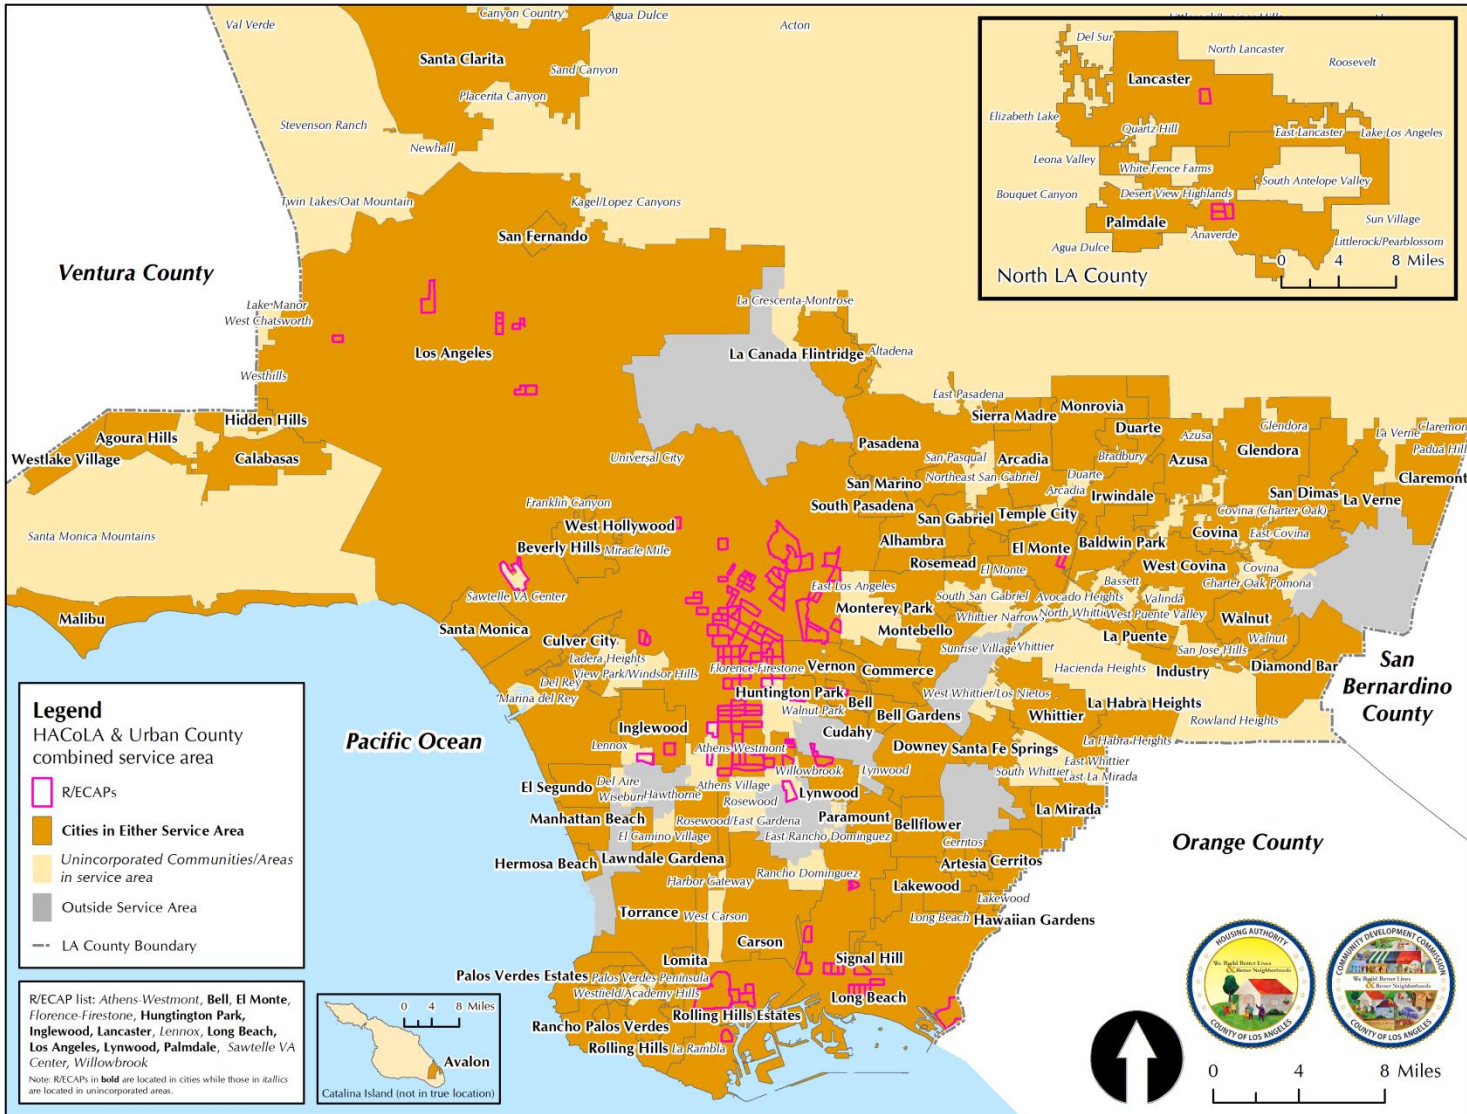 Val Verde
Canyon Country
Agua Dulce
Acton
Santa Clarita
Sand Canyon
Placerita Canyon
Stevenson Ranch
Newhall
Twin Lakes/Oat Mountain
Kagel/Lopez Canyons
San Fernando
Ventura County
Lake Manor
West Chatsworth
Los Angeles
Westhills
La Crescenta-Montrose
La Canada Flintridge
Altadena
Del Sur
North Lancaster
Roosevelt
Lancaster
Elizabeth Lake
Quartz Hill
East Lancaster
Lake Los Angeles
Leona Valley
White Fence Farms
South Antelope Valley
Bouquet Canyon
Desert View Highlands
Palmdale
Sun Village
Anaverde
Agua Dulce
Littlerock/Pearblossom
0 4 8 Miles
North LA County
Hidden Hills
Agoura Hills
Westlake Village
Calabasas
East Pasadena
Sierra Madre
Monrovia
Duarte
Pasadena
Azusa
Glendora
La Verne
Claremont
Padua Hill
Universal City
San Pasqual
Arcadia
Bradbury
Azusa
Glendora
Claremont
San Marino
Northeast San Gabriel
Duarte
Arcadia
Irwindale
San Dimas
La Verne
Franklin Canyon
South Pasadena
San Gabriel
Temple City
Covina (Charter Oak)
West Hollywood
Beverly Hills
Miracle Mile
Alhambra
El Monte
Baldwin Park
Covina
East Covina
Santa Monica Mountains
Rosemead
El Monte
West Covina
Covina
Sawtelle VA Center
East Los Angeles
Bassett
Charter Oak
Pomona
South San Gabriel
Avocado Heights
Valinda
Malibu
Santa Monica
Monterey Park
Whittier Narrows
North Whittier
West Puente Valley
Walnut
Culver City
Montebello
La Puente
Walnut
Ladera Heights
View Park/Windsor Hills
Florence-Firestone
Vernon
Commerce
Sunrise Village
Whittier
San Jose Hills
Hacienda Heights
Industry
Diamond Bar
San
Bernardino
County
Del Rey
Marina del Rey
Huntington Park
Bell
West Whittier/Los Nietos
La Habra Heights
Walnut Park
Bell Gardens
Whittier
Rowland Heights
Inglewood
Cudahy
Pacific Ocean
Lennox
Athens-Westmont
Downey
Santa Fe Springs
La Habra Heights
Willowbrook
Lynwood
South Whittier
East Whittier
East La Mirada
El Segundo
Del Aire
Wiseburn
Hawthorne
Athens Village
Rosewood
Lynwood
La Mirada
Manhattan Beach
Rosewood/East Gardena
Paramount
Bellflower
El Camino Village
East Rancho Dominguez
Cerritos
Orange County
Hermosa Beach
Lawndale
Gardena
Artesia
Cerritos
Harbor Gateway
Rancho Dominguez
Lakewood
Lakewood
Torrance
West Carson
Long Beach
Hawaiian Gardens
Carson
Signal Hill
Lomita
Palos Verdes Estates
Palos Verdes Peninsula
Westfield/Academy Hills
Long Beach
Rolling Hills Estates
Rancho Palos Verdes
Rolling Hills
La Rambla
Legend
HACoLA & Urban County
combined service area
R/ECAPs
Cities in Either Service Area
Unincorporated Communities/Areas
in service area
Outside Service Area
LA County Boundary
R/ECAP list: Athens-Westmont, Bell, El Monte,
Florence-Firestone, Hungtington Park,
Inglewood, Lancaster, Lennox, Long Beach,
Los Angeles, Lynwood, Palmdale, Sawtelle VA
Center, Willowbrook
Note: R/ECAPs in bold are located in cities while those in itallics
are located in unincorporated areas.
0 4 8 Miles
Avalon
Catalina Island (not in true location)
HOUSING AUTHORITY
We Build Better Lives
& Better Neighborhoods
COUNTY OF LOS ANGELES
COMMUNITY DEVELOPMENT COMMISSION
We Build Better Lives
& Better Neighborhoods
COUNTY OF LOS ANGELES
0 4 8 Miles